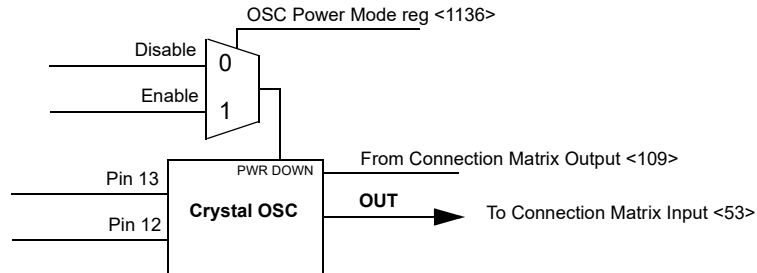 OSC Power Mode reg <1136>
Disable
0
Enable
1
PWR DOWN
From Connection Matrix Output <109>
Pin 13
Crystal OSC
OUT
To Connection Matrix Input <53>
Pin 12